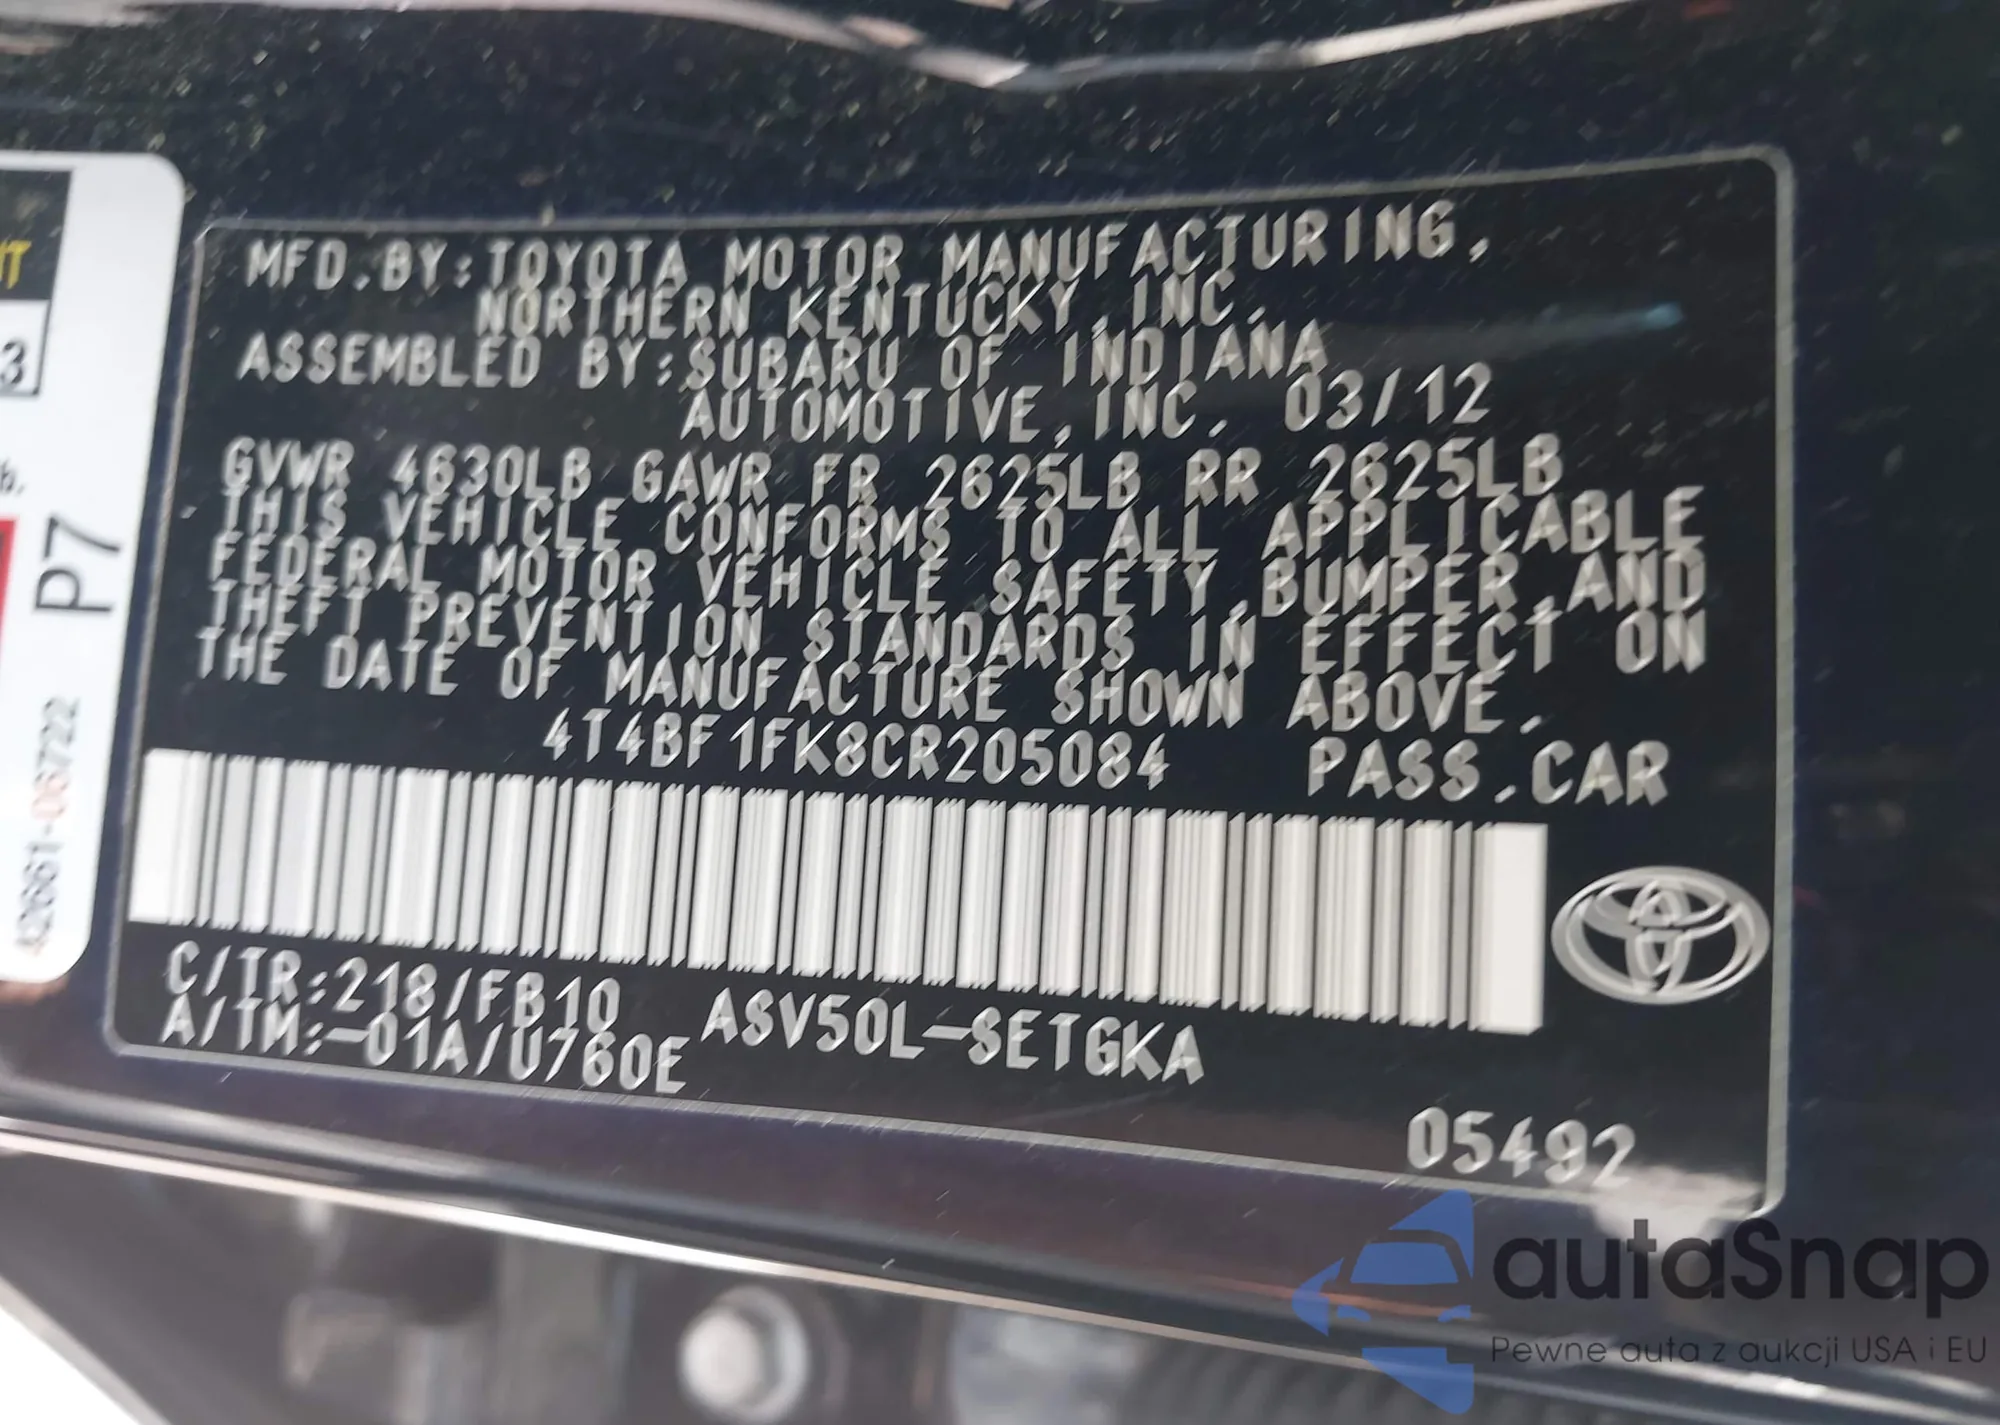 MFD.BY:TOYOTA MOTOR MANUFACTURING,
NORTHERN KENTUCKY,INC.
ASSEMBLED BY:SUBARU OF INDIANA
AUTOMOTIVE,INC. 03/12
GVWR 4630LB GAWR FR 2625LB RR 2625LB
THIS VEHICLE CONFORMS TO ALL APPLICABLE
FEDERAL MOTOR VEHICLE SAFETY,BUMPER,AND
THEFT PREVENTION STANDARDS IN EFFECT ON
THE DATE OF MANUFACTURE SHOWN ABOVE.
4T4BF1FK8CR205084 PASS.CAR
C/TR:218/FB10 ASV50L-SETGKA
A/TM:-01A/U760E
05492
3
P7
42661-06722
autaSnap
Pewne auta z aukcji USA i EU